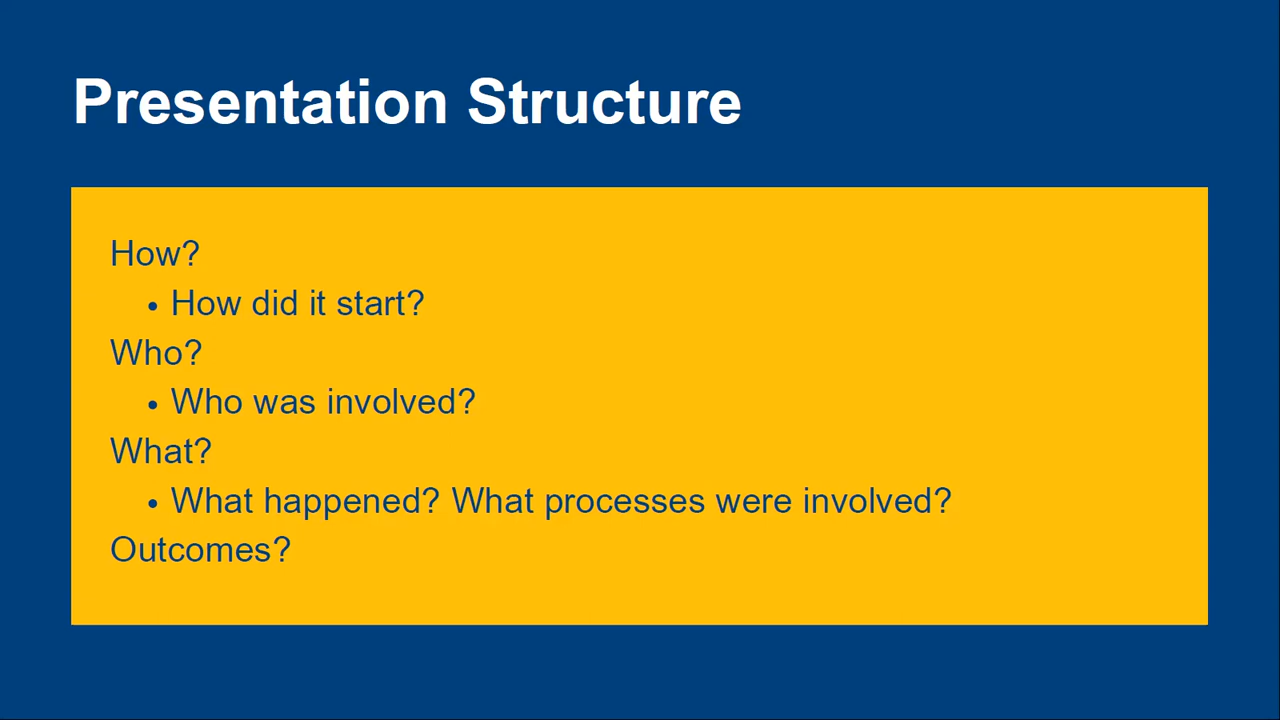 Presentation Structure
How?
• How did it start?
Who?
• Who was involved?
What?
• What happened? What processes were involved?
Outcomes?